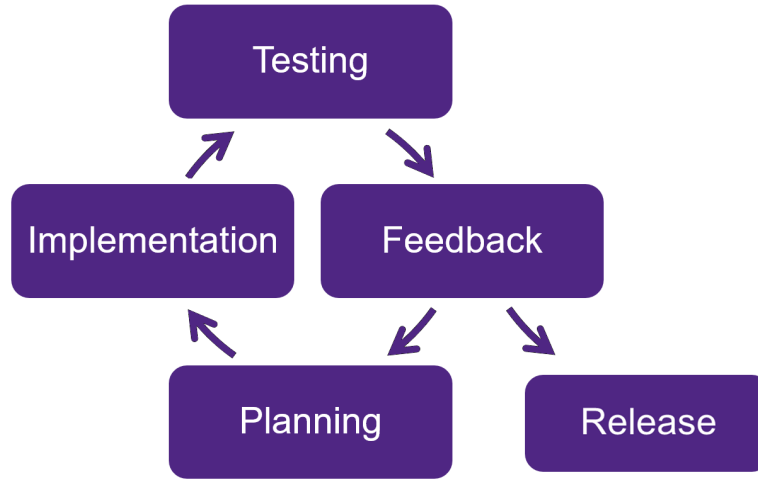 Testing
Implementation
Feedback
Planning
Release